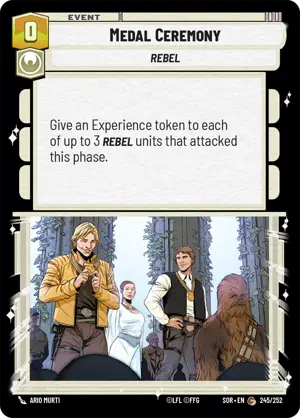 EVENT
0
MEDAL CEREMONY
REBEL
Give an Experience token to each
of up to 3 REBEL units that attacked
this phase.
ARIO MURTI
©LFL ©FFG
SOR • EN C 245/252